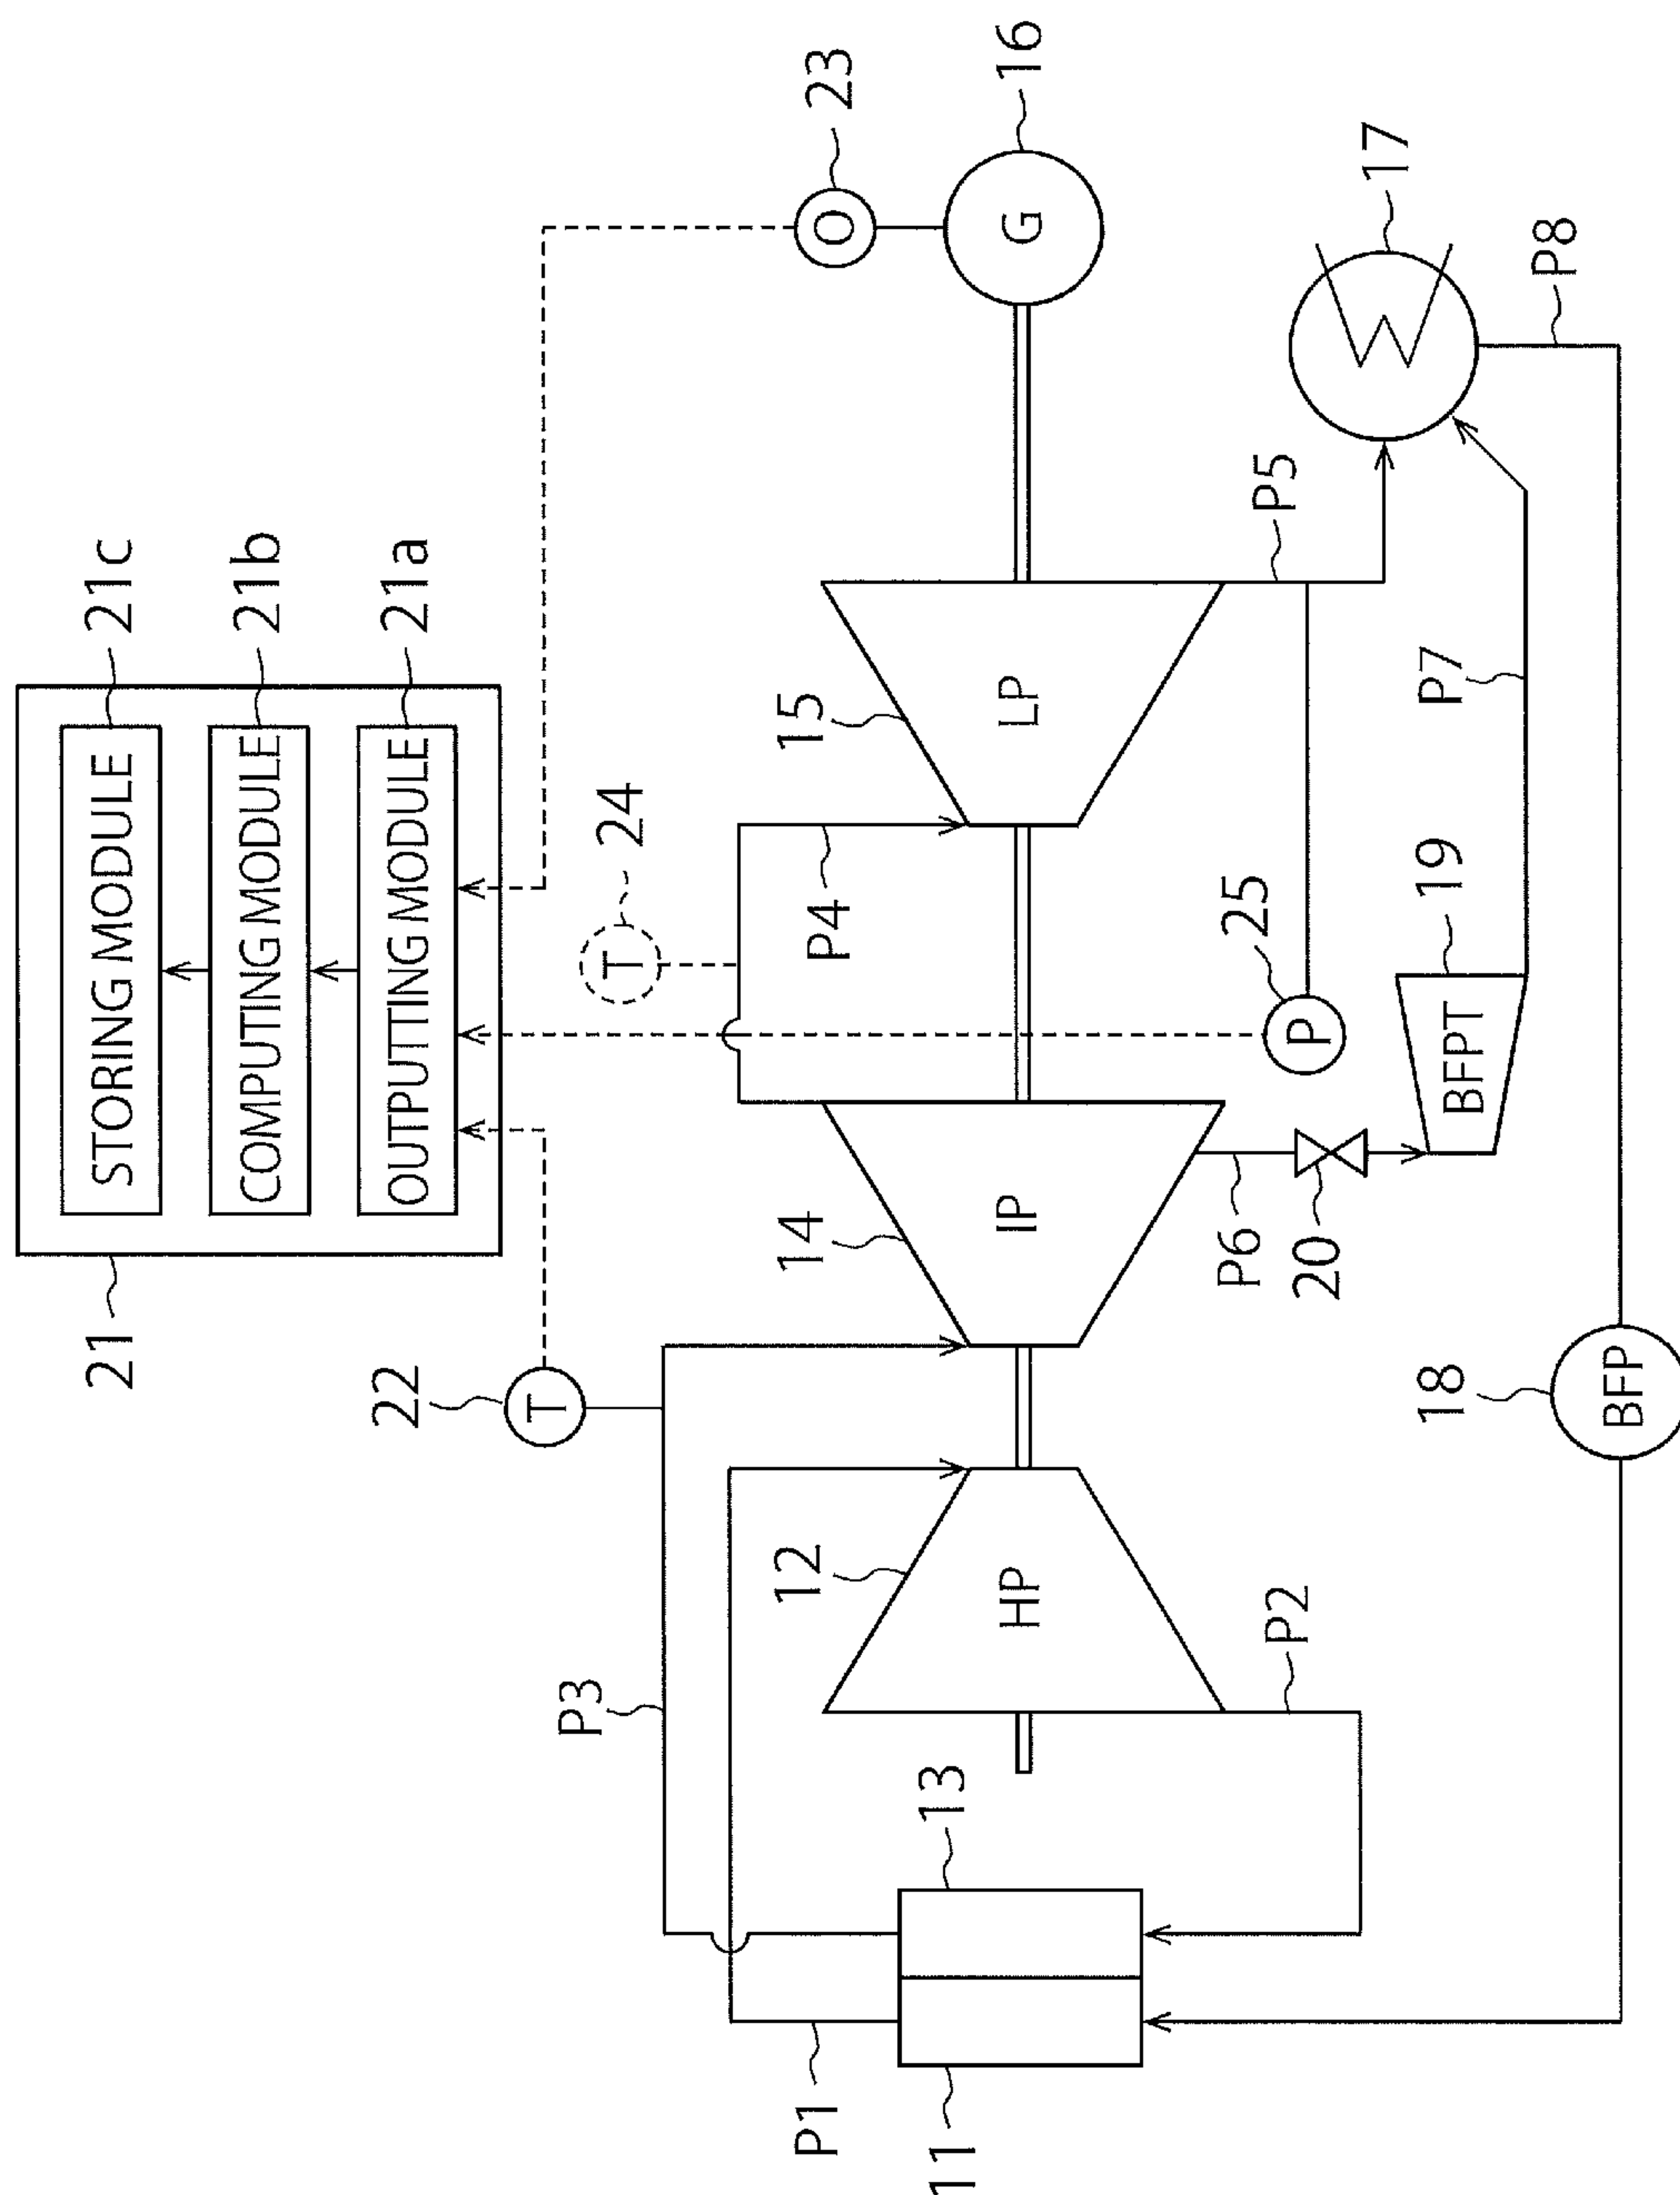 21
STORING MODULE
21c
COMPUTING MODULE
21b
OUTPUTTING MODULE
21a
22
T
T
24
O
23
P3
P1
P4
12
HP
14
IP
15
LP
G
16
13
11
P2
P6
20
P
25
P5
17
BFPT
19
P7
P8
18
BFP